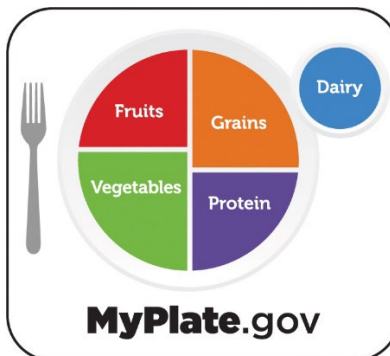 Dairy
Fruits
Grains
Vegetables
Protein
MyPlate.gov